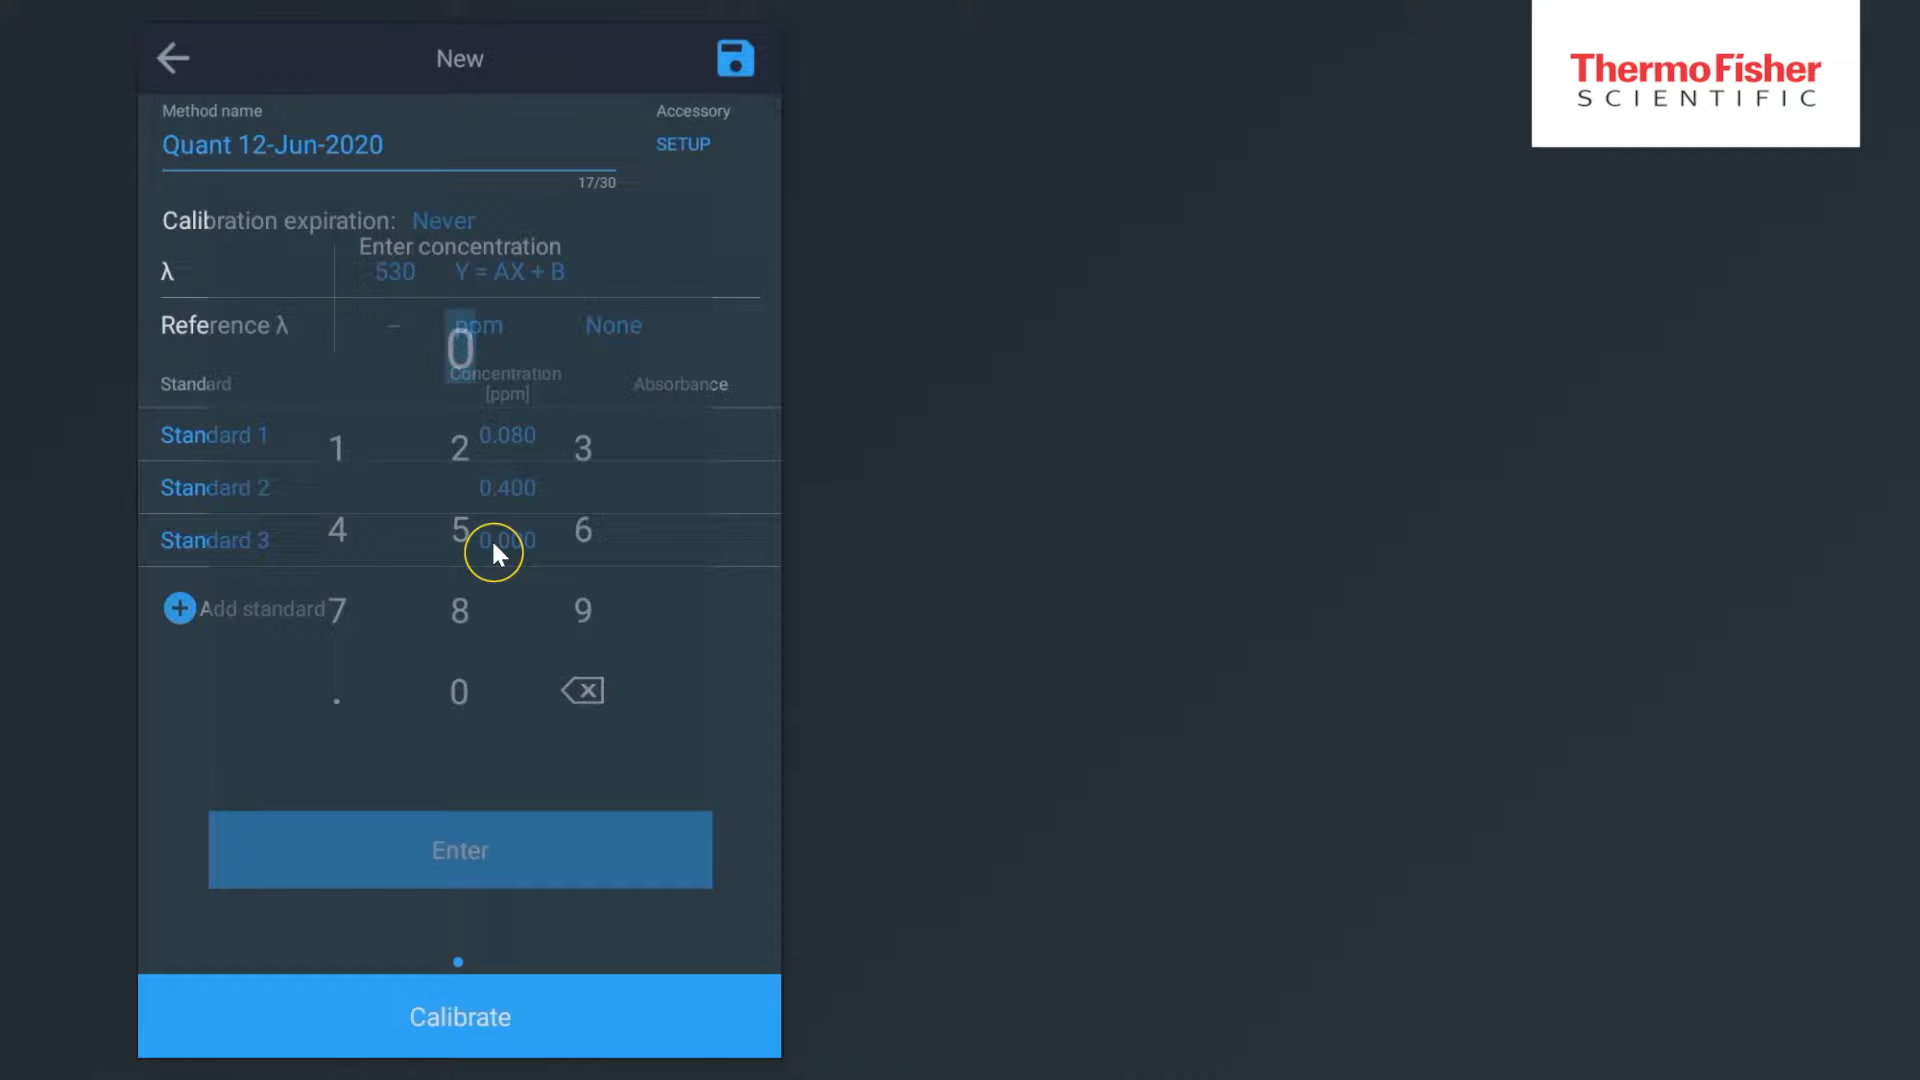 New
ThermoFisher
SCIENTIFIC
Method name
Accessory
Quant 12-Jun-2020
SETUP
17/30
Calibration expiration: Never
Enter concentration
λ 530 Y = AX + B
Reference λ – ppm None
0
Standard Concentration [ppm] Absorbance
Standard 1 0.080
1 2 3
Standard 2 0.400
Standard 3 0.000
4 5 6
Add standard
7 8 9
. 0
Enter
Calibrate